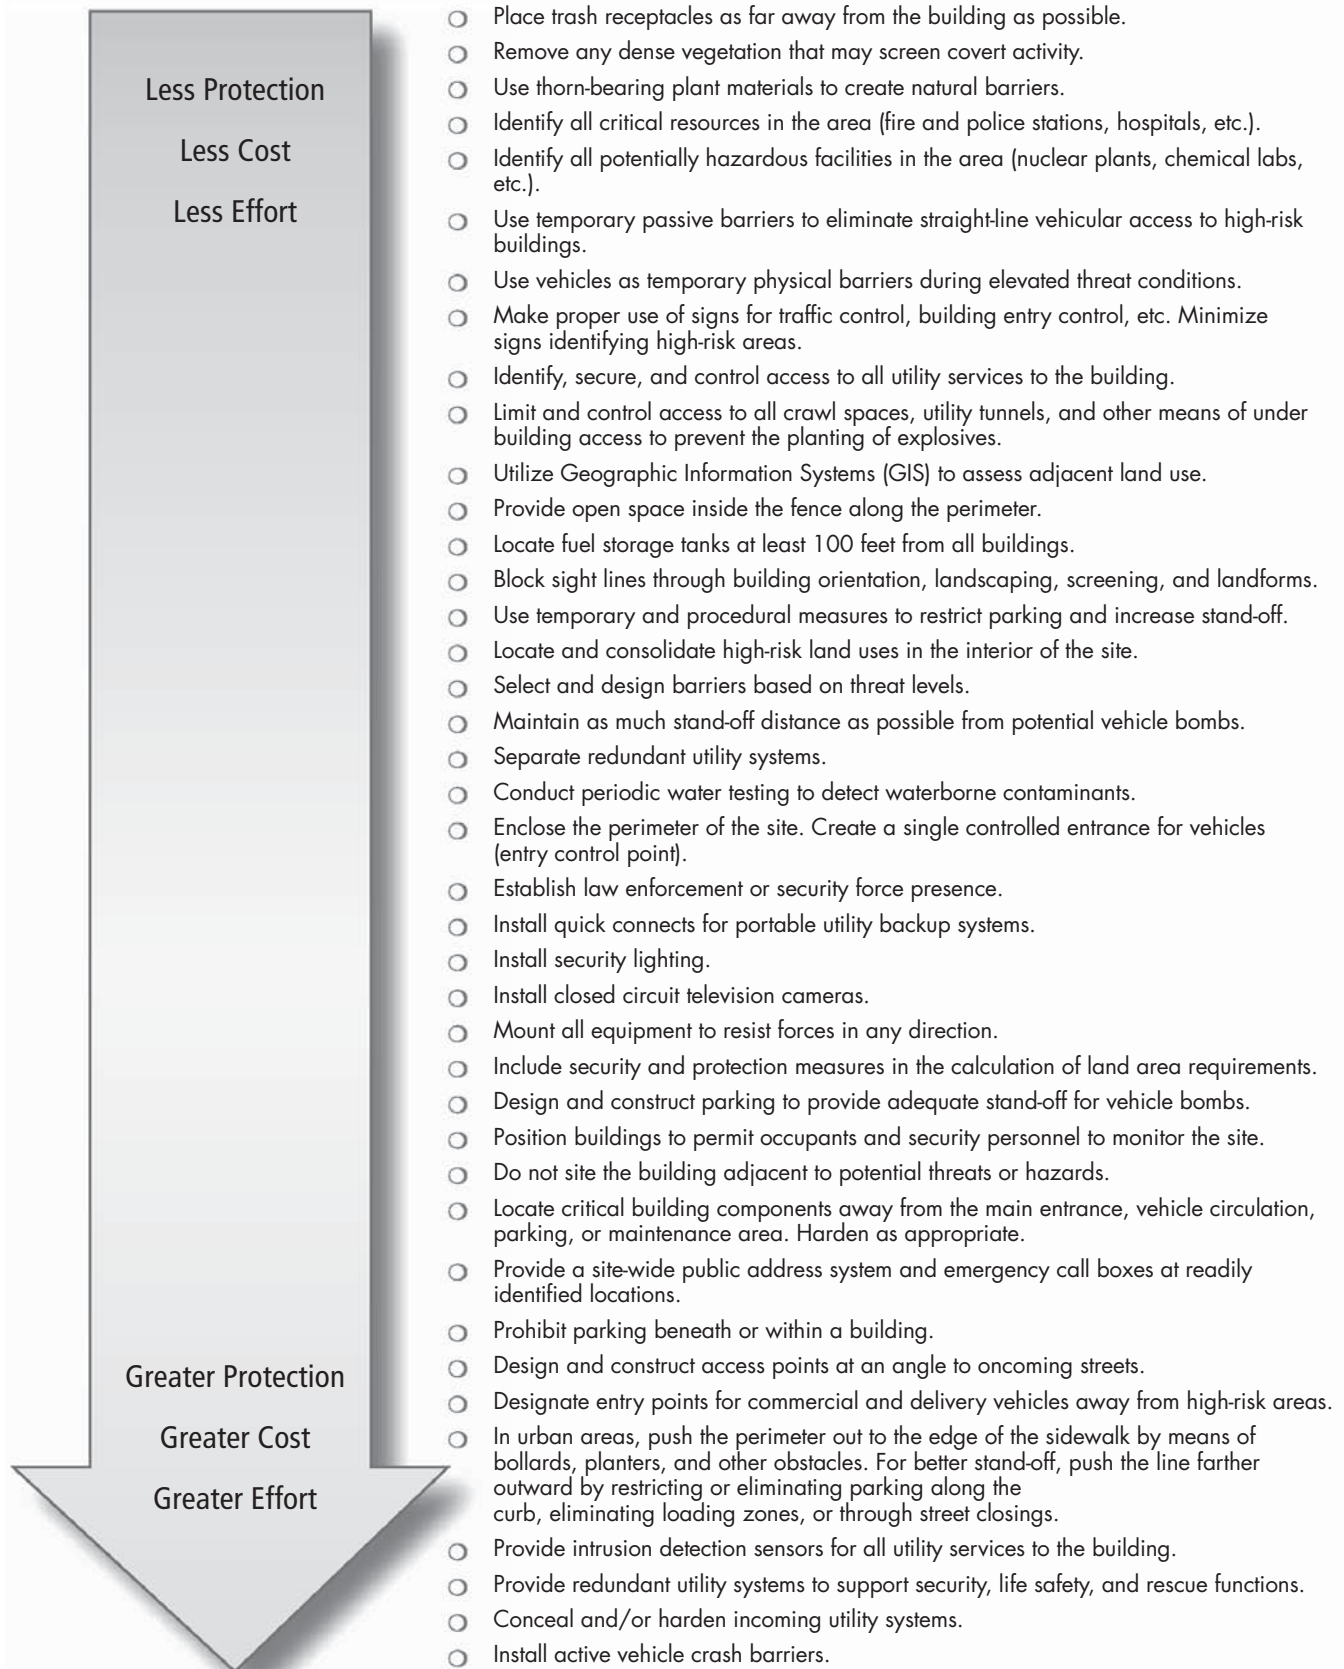 Less Protection
Less Cost
Less Effort
Place trash receptacles as far away from the building as possible.
Remove any dense vegetation that may screen covert activity.
Use thorn-bearing plant materials to create natural barriers.
Identify all critical resources in the area (fire and police stations, hospitals, etc.).
Identify all potentially hazardous facilities in the area (nuclear plants, chemical labs,
etc.).
Use temporary passive barriers to eliminate straight-line vehicular access to high-risk
buildings.
Use vehicles as temporary physical barriers during elevated threat conditions.
Make proper use of signs for traffic control, building entry control, etc. Minimize
signs identifying high-risk areas.
Identify, secure, and control access to all utility services to the building.
Limit and control access to all crawl spaces, utility tunnels, and other means of under
building access to prevent the planting of explosives.
Utilize Geographic Information Systems (GIS) to assess adjacent land use.
Provide open space inside the fence along the perimeter.
Locate fuel storage tanks at least 100 feet from all buildings.
Block sight lines through building orientation, landscaping, screening, and landforms.
Use temporary and procedural measures to restrict parking and increase stand-off.
Locate and consolidate high-risk land uses in the interior of the site.
Select and design barriers based on threat levels.
Maintain as much stand-off distance as possible from potential vehicle bombs.
Separate redundant utility systems.
Conduct periodic water testing to detect waterborne contaminants.
Enclose the perimeter of the site. Create a single controlled entrance for vehicles
(entry control point).
Establish law enforcement or security force presence.
Install quick connects for portable utility backup systems.
Install security lighting.
Install closed circuit television cameras.
Mount all equipment to resist forces in any direction.
Include security and protection measures in the calculation of land area requirements.
Design and construct parking to provide adequate stand-off for vehicle bombs.
Position buildings to permit occupants and security personnel to monitor the site.
Do not site the building adjacent to potential threats or hazards.
Locate critical building components away from the main entrance, vehicle circulation,
parking, or maintenance area. Harden as appropriate.
Provide a site-wide public address system and emergency call boxes at readily
identified locations.
Prohibit parking beneath or within a building.
Design and construct access points at an angle to oncoming streets.
Designate entry points for commercial and delivery vehicles away from high-risk areas.
In urban areas, push the perimeter out to the edge of the sidewalk by means of
bollards, planters, and other obstacles. For better stand-off, push the line farther
outward by restricting or eliminating parking along the
curb, eliminating loading zones, or through street closings.
Provide intrusion detection sensors for all utility services to the building.
Provide redundant utility systems to support security, life safety, and rescue functions.
Conceal and/or harden incoming utility systems.
Install active vehicle crash barriers.
Greater Protection
Greater Cost
Greater Effort